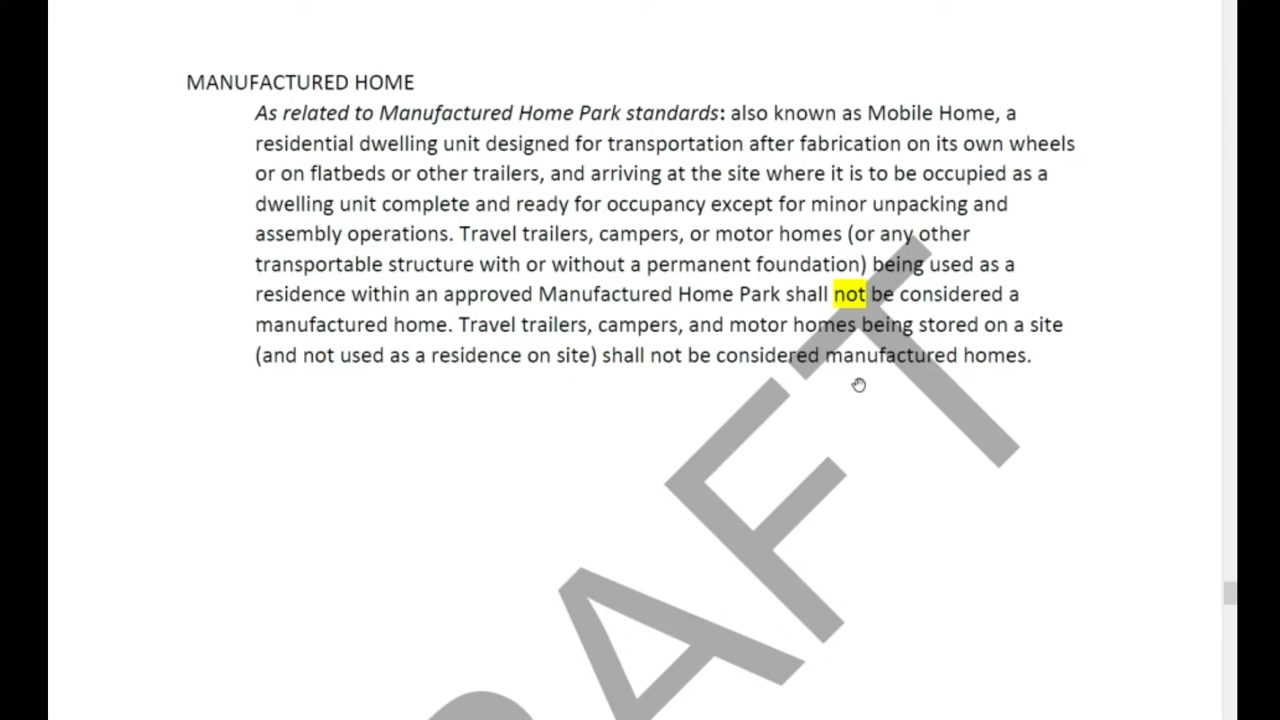 MANUFACTURED HOME
As related to Manufactured Home Park standards: also known as Mobile Home, a
residential dwelling unit designed for transportation after fabrication on its own wheels
or on flatbeds or other trailers, and arriving at the site where it is to be occupied as a
dwelling unit complete and ready for occupancy except for minor unpacking and
assembly operations. Travel trailers, campers, or motor homes (or any other
transportable structure with or without a permanent foundation) being used as a
residence within an approved Manufactured Home Park shall not be considered a
manufactured home. Travel trailers, campers, and motor homes being stored on a site
(and not used as a residence on site) shall not be considered manufactured homes.
RAFT